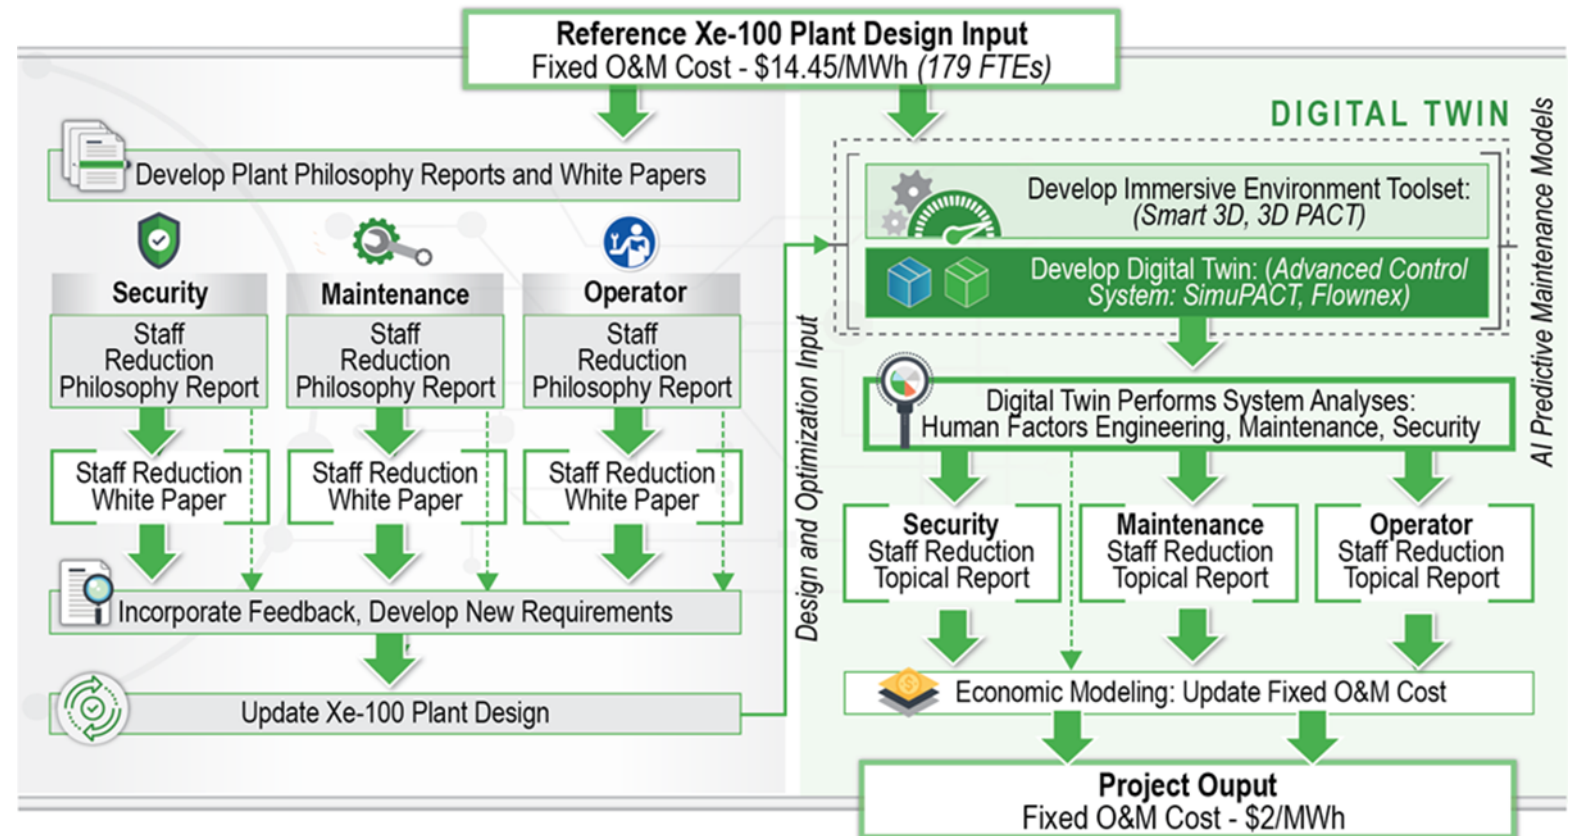 Reference Xe-100 Plant Design Input
Fixed O&M Cost - $14.45/MWh (179 FTEs)
Develop Plant Philosophy Reports and White Papers
Security
Staff
Reduction
Philosophy Report
Staff Reduction
White Paper
Maintenance
Staff
Reduction
Philosophy Report
Staff Reduction
White Paper
Operator
Staff
Reduction
Philosophy Report
Staff Reduction
White Paper
Incorporate Feedback, Develop New Requirements
Update Xe-100 Plant Design
Design and Optimization Input
DIGITAL TWIN
AI Predictive Maintenance Models
Develop Immersive Environment Toolset:
(Smart 3D, 3D PACT)
Develop Digital Twin: (Advanced Control
System: SimuPACT, Flownex)
Digital Twin Performs System Analyses:
Human Factors Engineering, Maintenance, Security
Security
Staff Reduction
Topical Report
Maintenance
Staff Reduction
Topical Report
Operator
Staff Reduction
Topical Report
Economic Modeling: Update Fixed O&M Cost
Project Ouput
Fixed O&M Cost - $2/MWh